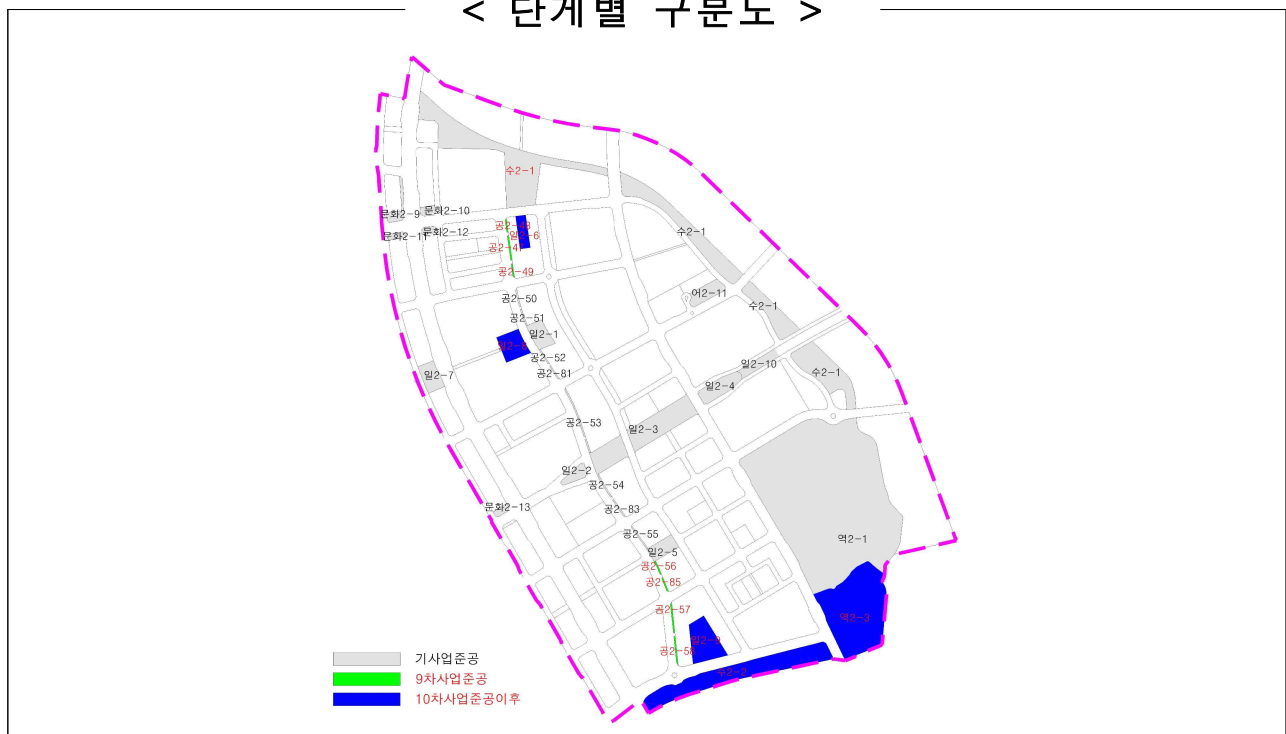 < 단계별 구분도 >
수2-1
문화2-9
문화2-10
문화2-11
문화2-12
공2-48
일2-6
공2-4
공2-49
수2-1
어2-11
수2-1
공2-50
공2-51
일2-1
공2-52
공2-81
일2-7
일2-10
일2-4
수2-1
공2-53
일2-3
일2-2
공2-54
공2-83
문화2-13
공2-55
일2-5
공2-56
공2-85
역2-1
공2-57
역2-3
공2-58
수2-2
기사업준공
9차사업준공
10차사업준공이후